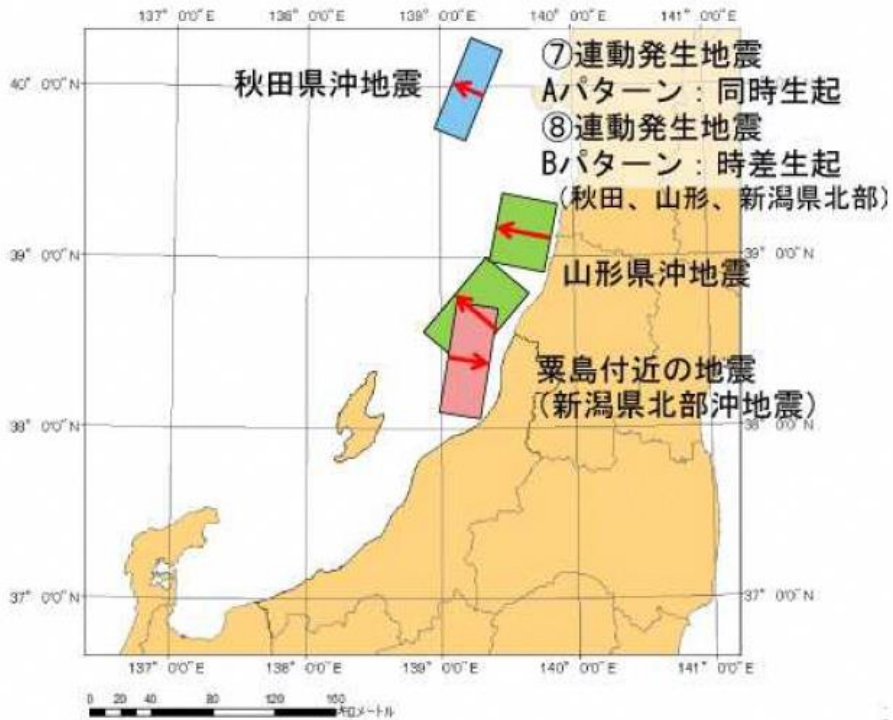 137° 0'0"E 138° 0'0"E 139° 0'0"E 140° 0'0"E 141° 0'0"E
⑦連動発生地震
秋田県沖地震
40° 0'0"N
Aパターン：同時生起
⑧連動発生地震
Bパターン：時差生起
（秋田、山形、新潟県北部）
39° 0'0"N 39° 0'0"N
山形県沖地震
粟島付近の地震
（新潟県北部沖地震）
38° 0'0"N 38° 0'0"N
37° 0'0"N 37° 0'0"N
137° 0'0"E 138° 0'0"E 139° 0'0"E 140° 0'0"E 141° 0'0"E
0 20 40 80 120 160
キロメートル